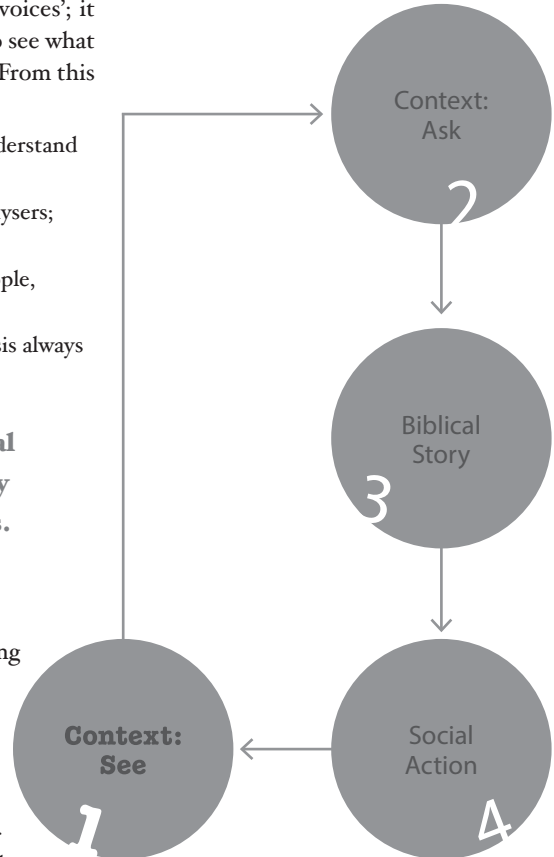 voices'; it
see what
From this
derstand
ysers;
ple,
sis always
al
y
s.
ng
Context:
Ask
2
Biblical
Story
3
Context:
See
1
Social
Action
4